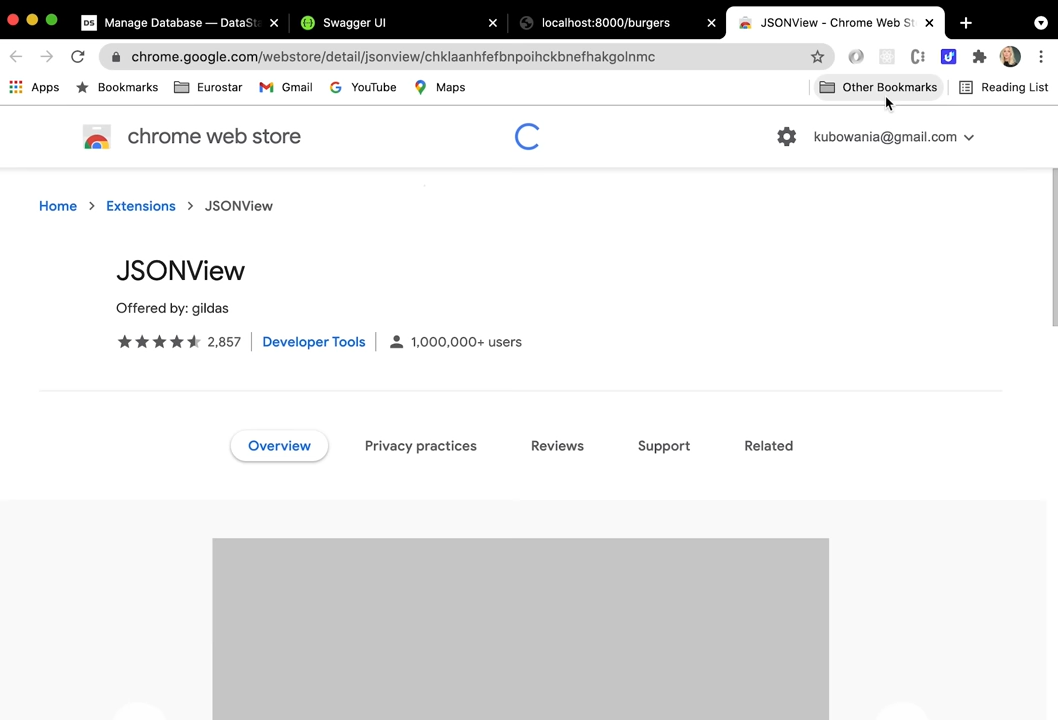 DS Manage Database — DataSta
Swagger UI
localhost:8000/burgers
JSONView - Chrome Web St
chrome.google.com/webstore/detail/jsonview/chklaanhfefbnpoihckbnefhakgolnmc
Apps Bookmarks Eurostar Gmail YouTube Maps Other Bookmarks Reading List
chrome web store kubowania@gmail.com
Home > Extensions > JSONView
JSONView
Offered by: gildas
2,857 Developer Tools 1,000,000+ users
Overview Privacy practices Reviews Support Related